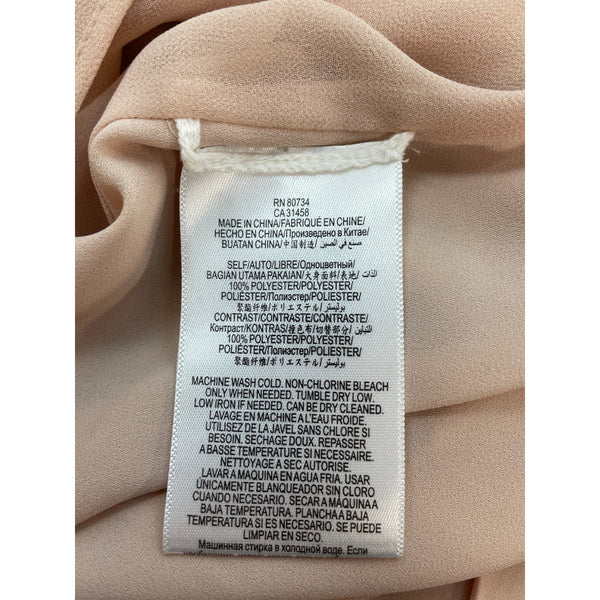 RN 80734
CA 31458
MADE IN CHINA/FABRIQUÉ EN CHINE/
HECHO EN CHINA/Произведено в Китае/
BUATAN CHINA/中国制造/ صنع في الصين/
SELF/AUTO/LIBRE/Одноцветный/
BAGIAN UTAMA PAKAIAN/大身面料/表地/ الذات/
100% POLYESTER/POLYESTER/
POLIÉSTER/Полиэстер/POLIESTER/
聚酯纤维/ポリエステル/ بوليستر/
CONTRAST/CONTRASTE/CONTRASTE/
Контраст/KONTRAS/撞色布/切替部分/ التباين/
100% POLYESTER/POLYESTER/
POLIÉSTER/Полиэстер/POLIESTER/
聚酯纤维/ポリエステル/ بوليستر/
MACHINE WASH COLD. NON-CHLORINE BLEACH
ONLY WHEN NEEDED. TUMBLE DRY LOW.
LOW IRON IF NEEDED. CAN BE DRY CLEANED.
LAVAGE EN MACHINE A L'EAU FROIDE.
UTILISEZ DE LA JAVEL SANS CHLORE SI
BESOIN. SECHAGE DOUX. REPASSER
A BASSE TEMPERATURE SI NECESSAIRE.
NETTOYAGE A SEC AUTORISE.
LAVAR A MAQUINA EN AGUA FRIA. USAR
ÚNICAMENTE BLANQUEADOR SIN CLORO
CUANDO NECESARIO. SECAR A MÁQUINA A
BAJA TEMPERATURA. PLANCHA A BAJA
TEMPERATURA SI ES NECESARIO. SE PUEDE
LIMPIAR EN SECO.
Машинная стирка в холодной воде. Если